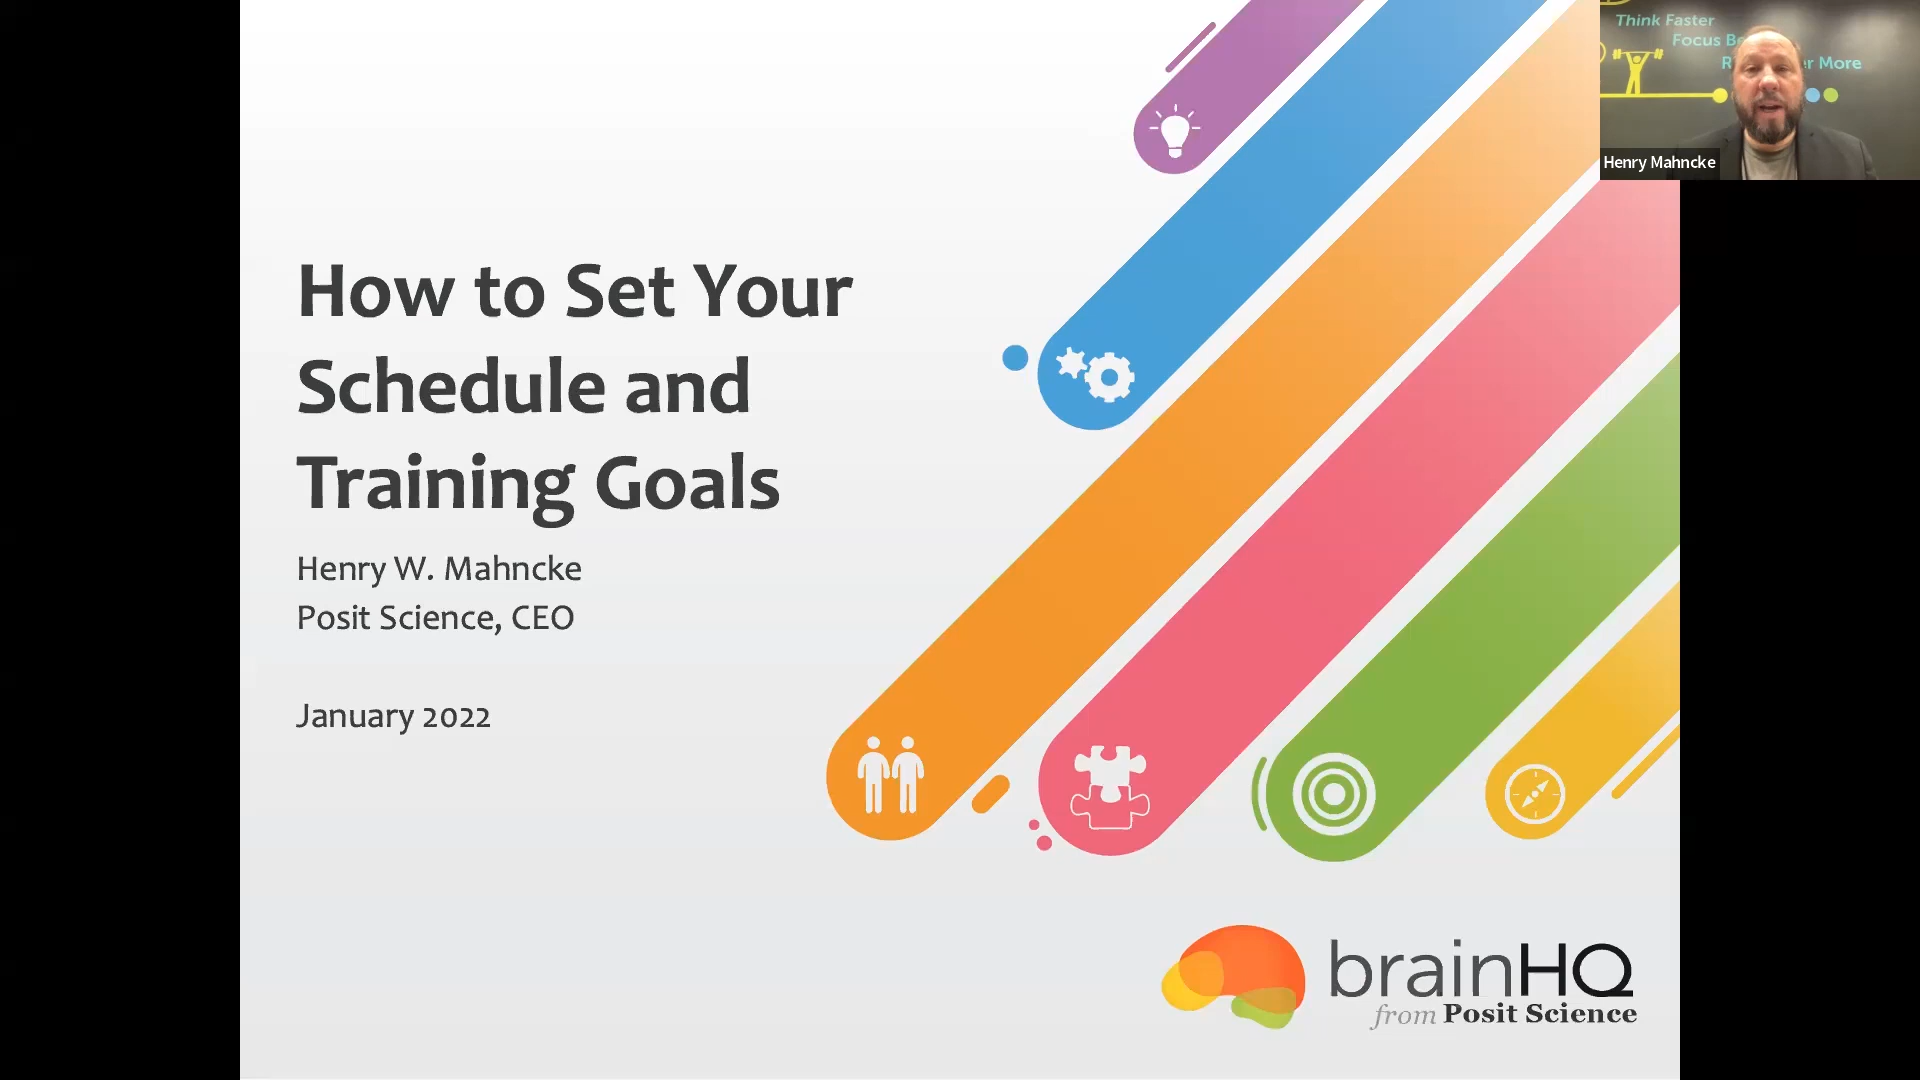 How to Set Your
Schedule and
Training Goals
Henry W. Mahncke
Posit Science, CEO
January 2022
brainHQ
from Posit Science
Think Faster
Focus
More
Henry Mahncke